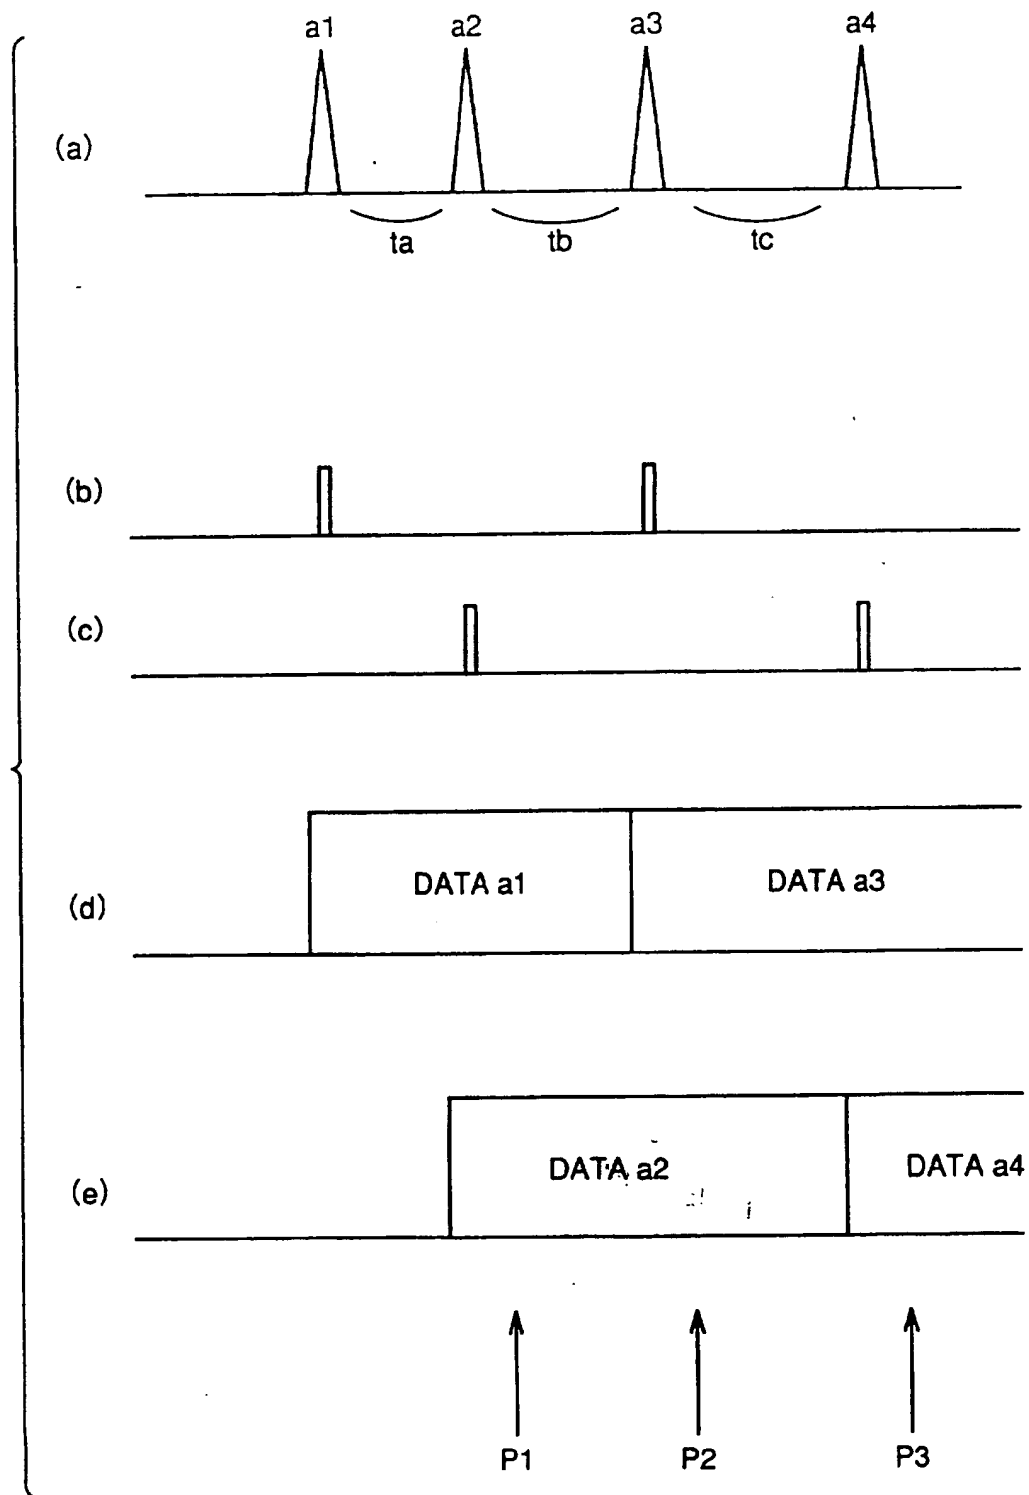 a1 a2 a3 a4
(a)
ta tb tc
(b)
(c)
(d) DATA a1 DATA a3
(e) DATA a2 DATA a4
P1 P2 P3